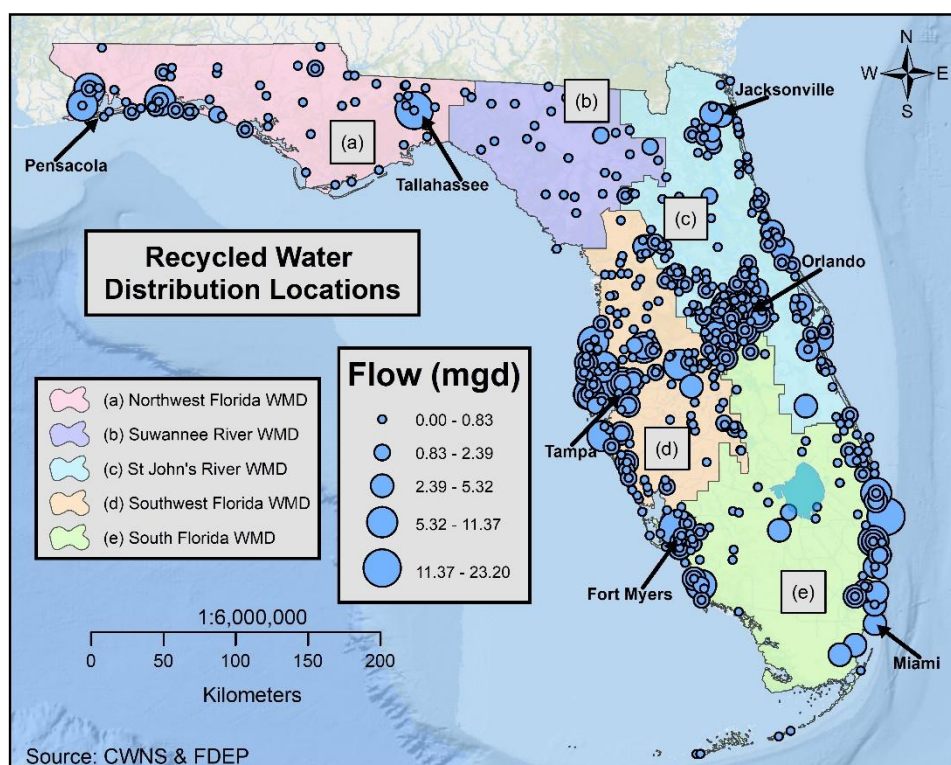 N
W E
S
Jacksonville
(b)
(a)
Pensacola
Tallahassee
(c)
Recycled Water
Distribution Locations
Orlando
Flow (mgd)
0.00 - 0.83
0.83 - 2.39
2.39 - 5.32
5.32 - 11.37
11.37 - 23.20
(a) Northwest Florida WMD
(b) Suwannee River WMD
(c) St John's River WMD
(d) Southwest Florida WMD
(e) South Florida WMD
Tampa
(d)
Fort Myers
(e)
Miami
1:6,000,000
0 50 100 150 200
Kilometers
Source: CWNS & FDEP